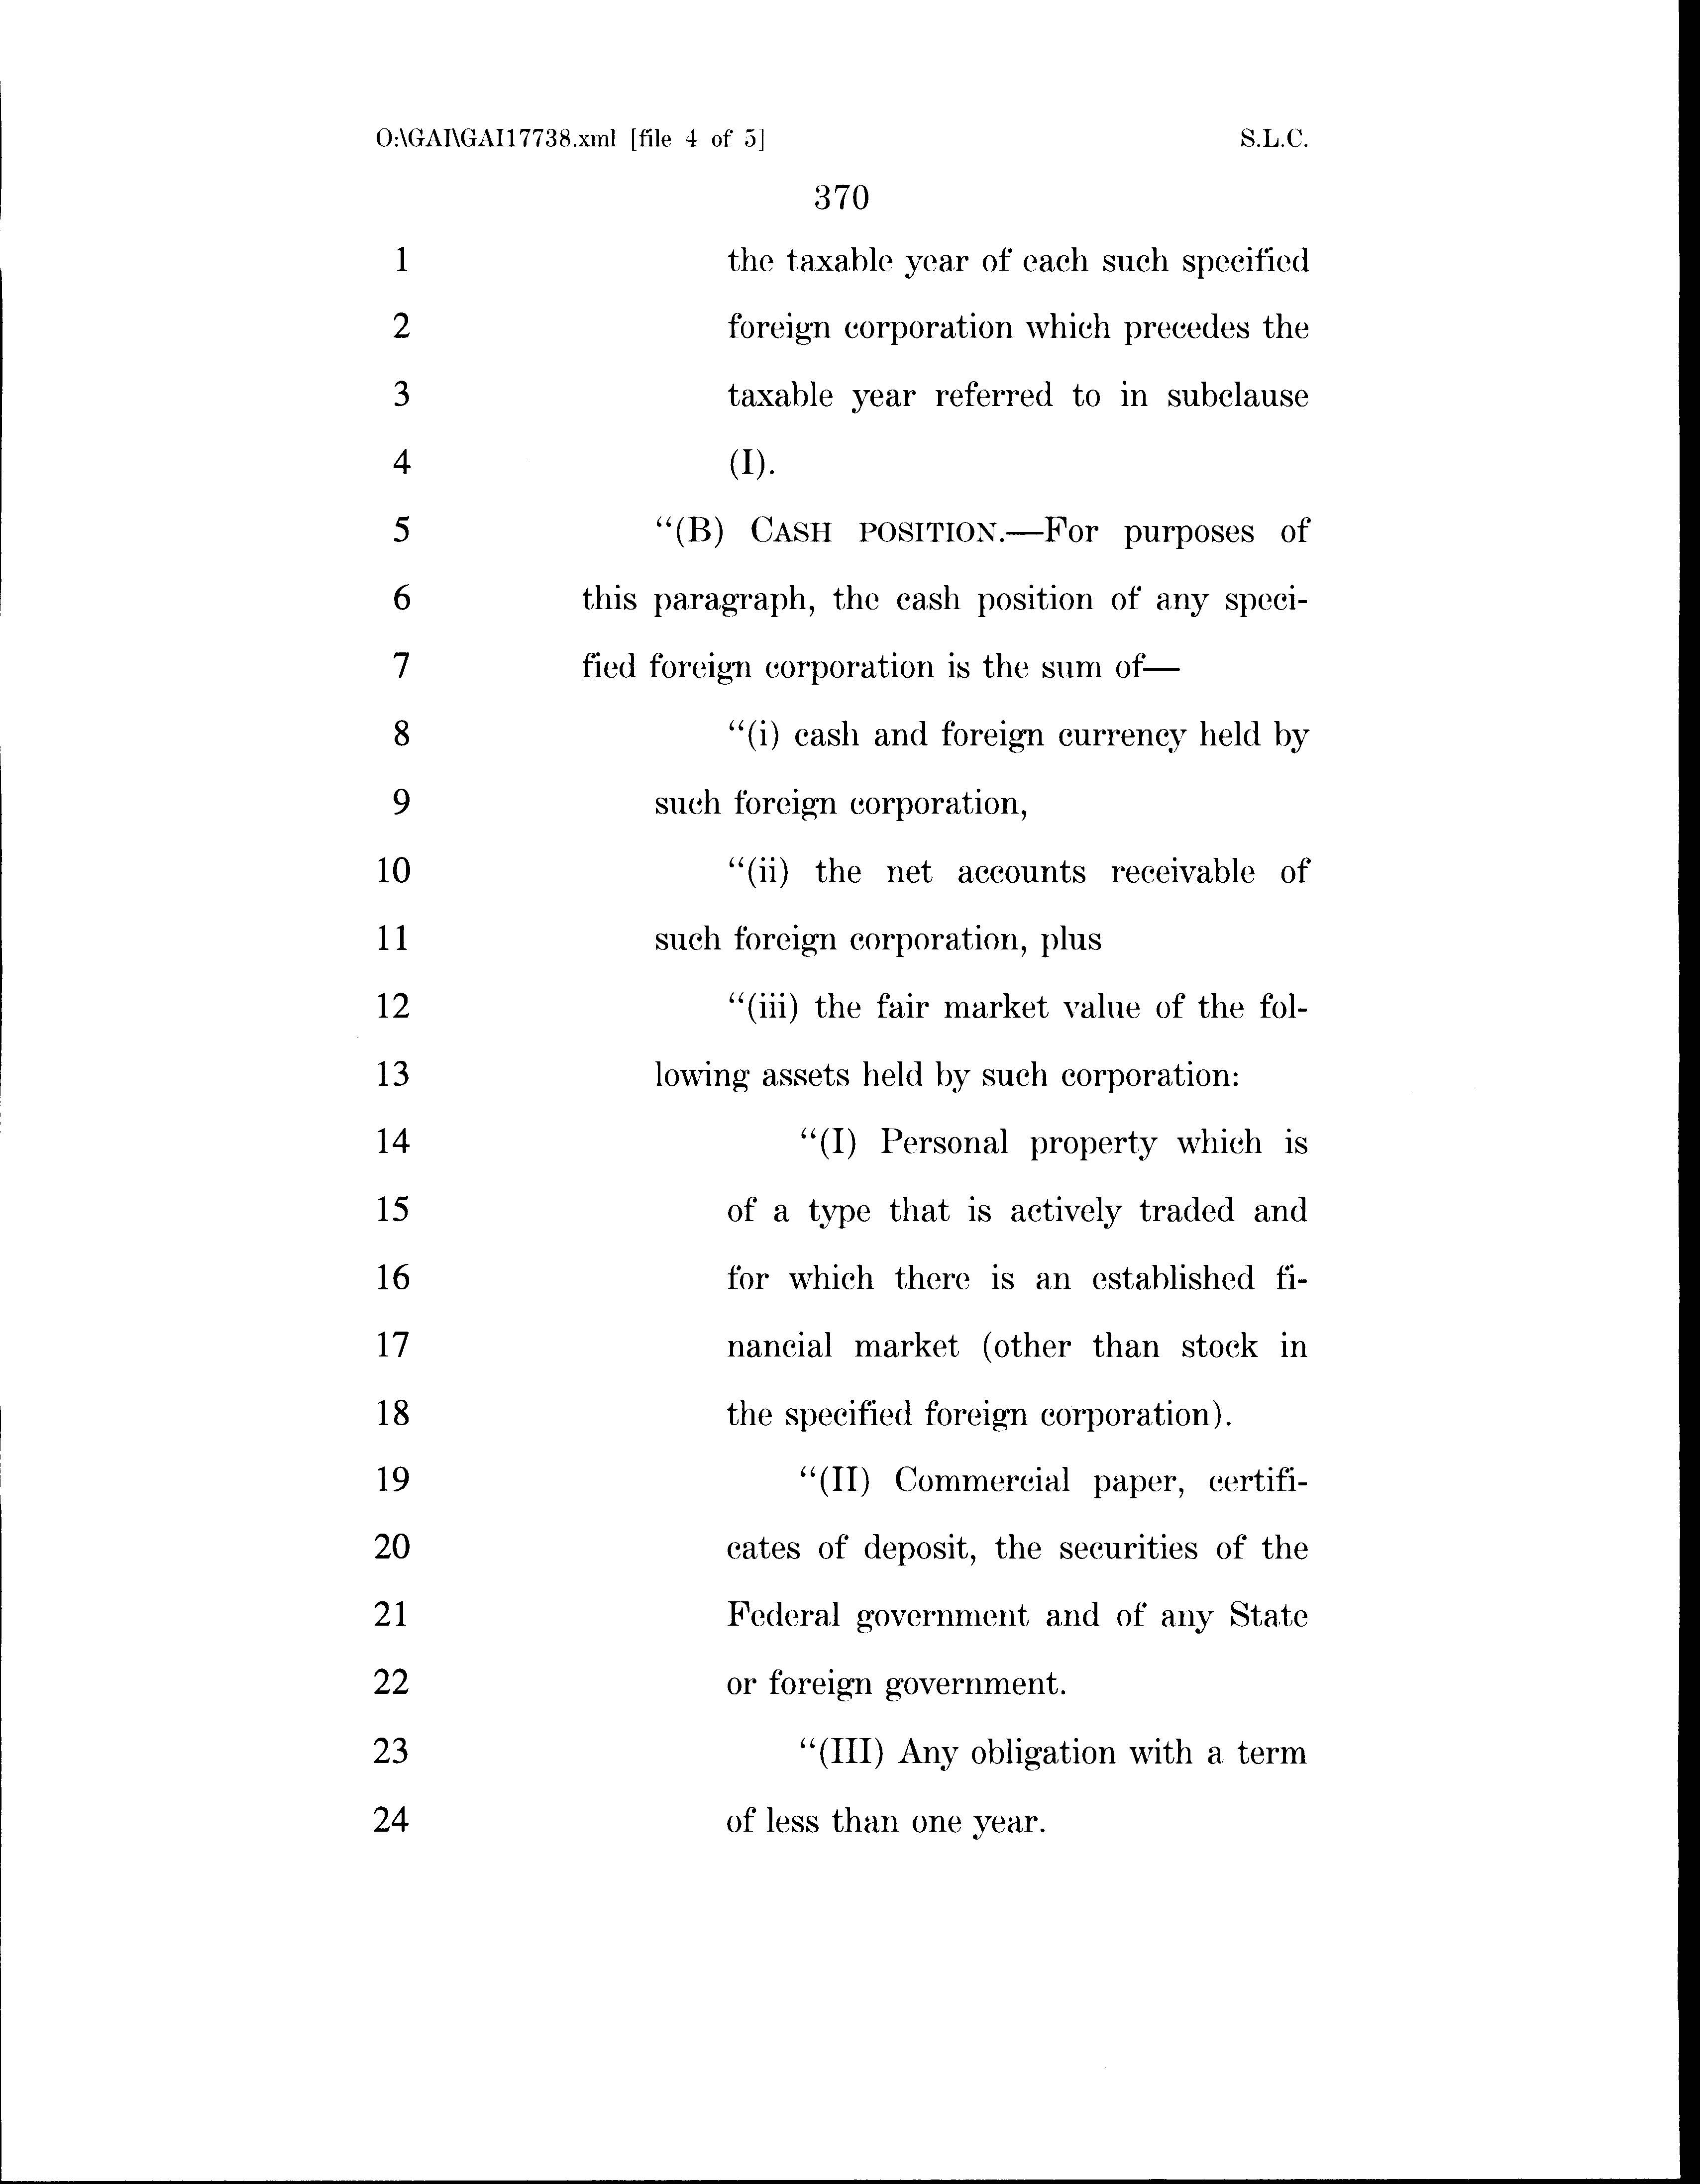 O:\GAI\GAI17738.xml [file 4 of 5] S.L.C.
370
1 the taxable year of each such specified
2 foreign corporation which precedes the
3 taxable year referred to in subclause
4 (I).
5 “(B) CASH POSITION.—For purposes of
6 this paragraph, the cash position of any speci-
7 fied foreign corporation is the sum of—
8 “(i) cash and foreign currency held by
9 such foreign corporation,
10 “(ii) the net accounts receivable of
11 such foreign corporation, plus
12 “(iii) the fair market value of the fol-
13 lowing assets held by such corporation:
14 “(I) Personal property which is
15 of a type that is actively traded and
16 for which there is an established fi-
17 nancial market (other than stock in
18 the specified foreign corporation).
19 “(II) Commercial paper, certifi-
20 cates of deposit, the securities of the
21 Federal government and of any State
22 or foreign government.
23 “(III) Any obligation with a term
24 of less than one year.